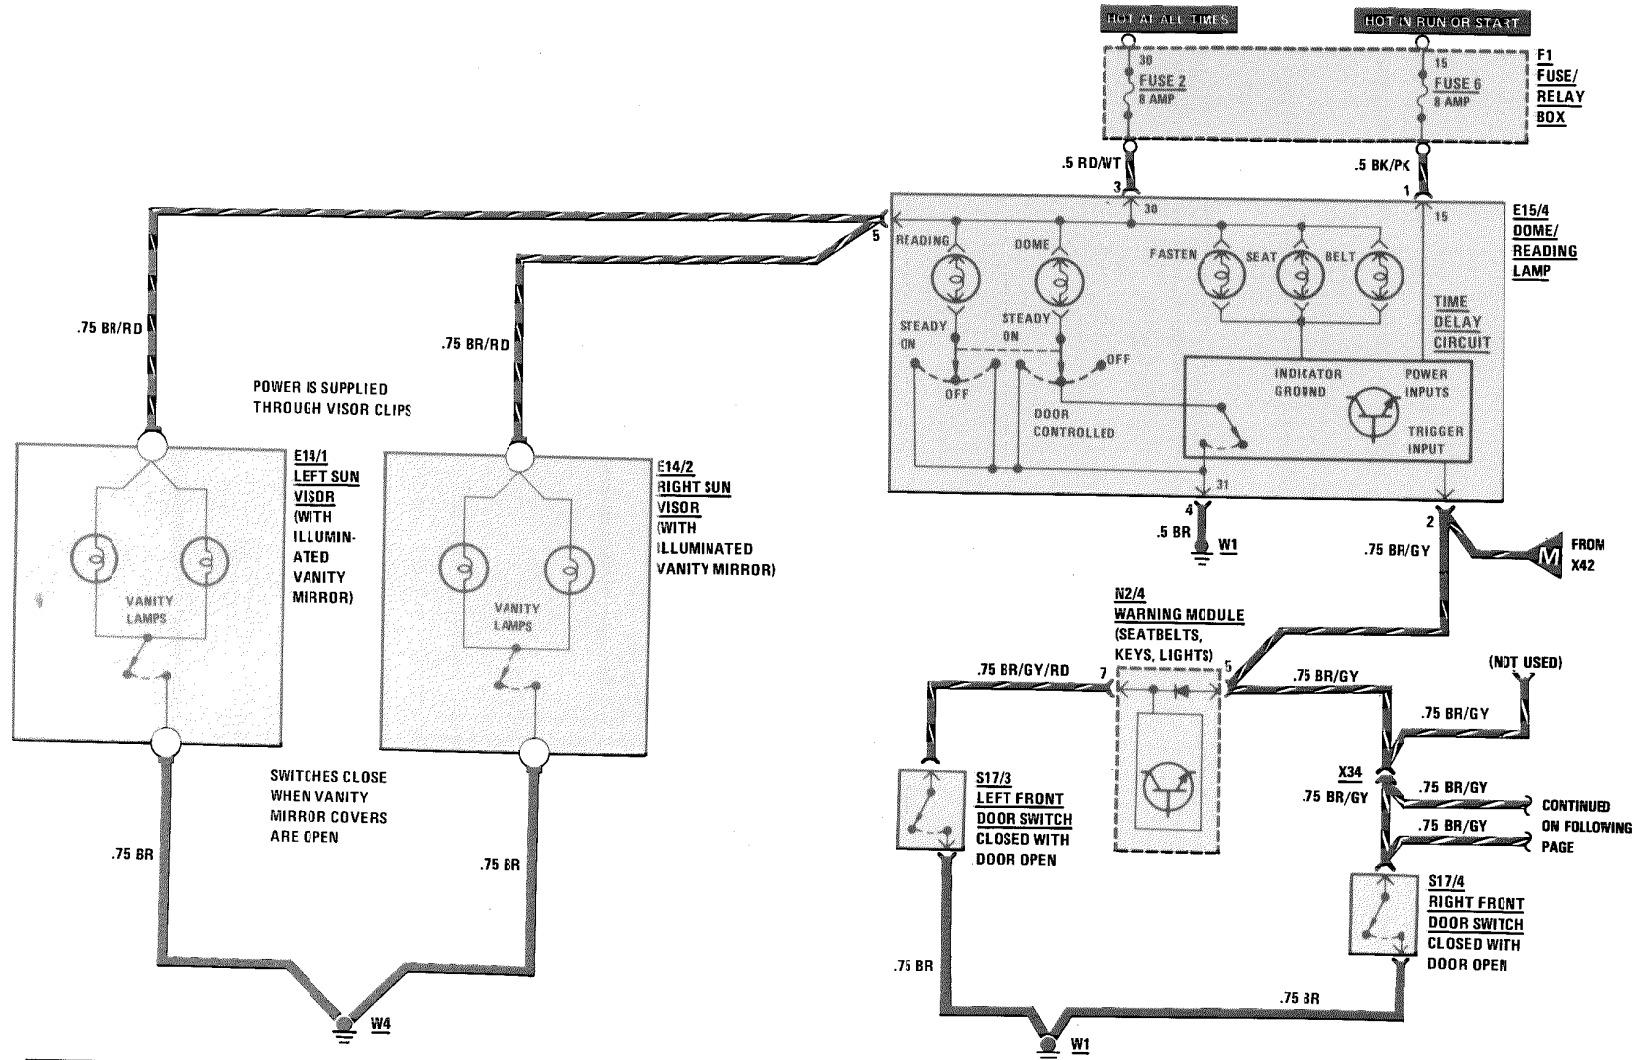 HOT AT ALL TIMES
HOT IN RUN OR START
30
FUSE 2
8 AMP
15
FUSE 6
8 AMP
F1
FUSE/
RELAY
BOX
.5 RD/WT
.5 BK/PK
3
1
5
30
15
READING
DOME
FASTEN
SEAT
BELT
E15/4
DOME/
READING
LAMP
STEADY
ON
STEADY
ON
OFF
OFF
DOOR
CONTROLLED
TIME
DELAY
CIRCUIT
INDICATOR
GROUND
POWER
INPUTS
TRIGGER
INPUT
31
4
2
.5 BR
W1
.75 BR/GY
M
FROM
X42
.75 BR/RD
.75 BR/RD
POWER IS SUPPLIED
THROUGH VISOR CLIPS
E14/1
LEFT SUN
VISOR
(WITH
ILLUMIN-
ATED
VANITY
MIRROR)
VANITY
LAMPS
E14/2
RIGHT SUN
VISOR
(WITH
ILLUMINATED
VANITY MIRROR)
VANITY
LAMPS
SWITCHES CLOSE
WHEN VANITY
MIRROR COVERS
ARE OPEN
.75 BR
.75 BR
W4
N2/4
WARNING MODULE
(SEATBELTS,
KEYS, LIGHTS)
.75 BR/GY/RD
7
5
.75 BR/GY
(NOT USED)
.75 BR/GY
X34
.75 BR/GY
.75 BR/GY
.75 BR/GY
CONTINUED
ON FOLLOWING
PAGE
S17/3
LEFT FRONT
DOOR SWITCH
CLOSED WITH
DOOR OPEN
S17/4
RIGHT FRONT
DOOR SWITCH
CLOSED WITH
DOOR OPEN
.75 BR
.75 BR
W1